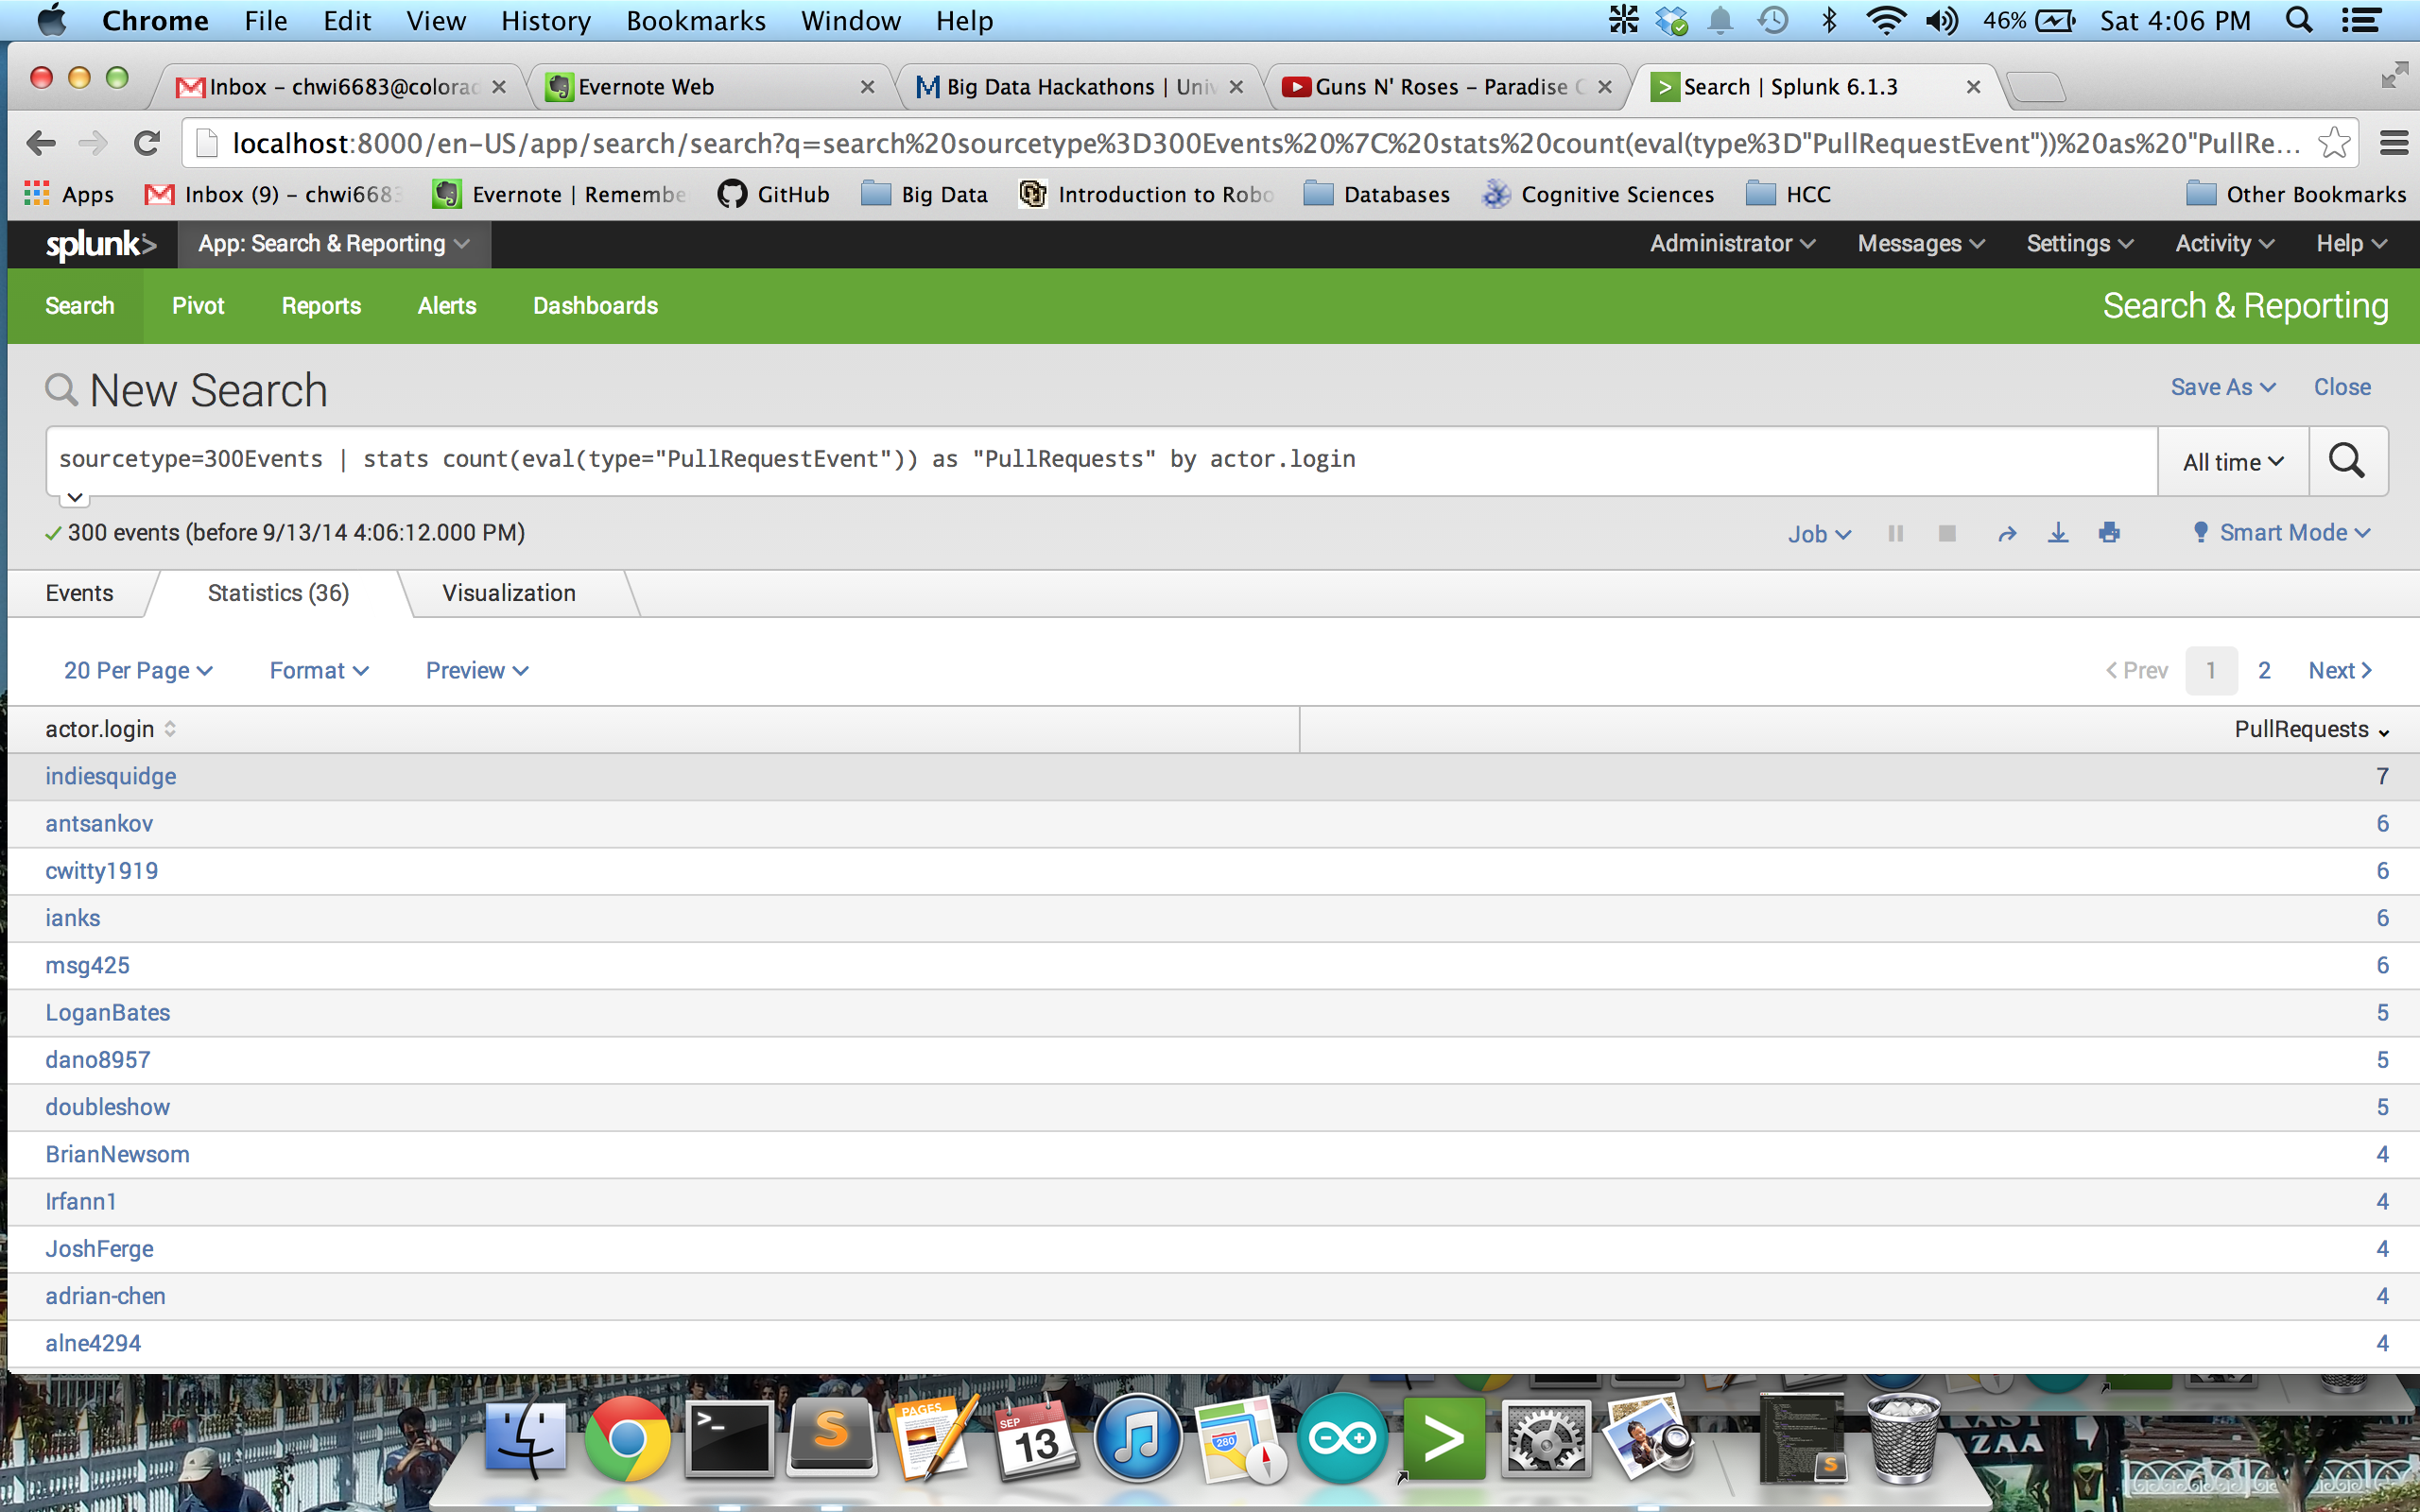 Chrome File Edit View History Bookmarks Window Help 46% Sat 4:06 PM
Inbox – chwi6683@colorad Evernote Web Big Data Hackathons | Univ Guns N' Roses – Paradise C Search | Splunk 6.1.3
localhost:8000/en-US/app/search/search?q=search%20sourcetype%3D300Events%20%7C%20stats%20count(eval(type%3D"PullRequestEvent"))%20as%20"PullRe...
Apps Inbox (9) – chwi6683 Evernote | Remembe GitHub Big Data Introduction to Robo Databases Cognitive Sciences HCC Other Bookmarks
splunk> App: Search & Reporting Administrator Messages Settings Activity Help
Search Pivot Reports Alerts Dashboards Search & Reporting
New Search Save As Close
sourcetype=300Events | stats count(eval(type="PullRequestEvent")) as "PullRequests" by actor.login All time
300 events (before 9/13/14 4:06:12.000 PM) Job Smart Mode
Events Statistics (36) Visualization
20 Per Page Format Preview Prev 1 2 Next
actor.login PullRequests
indiesquidge 7
antsankov 6
cwitty1919 6
ianks 6
msg425 6
LoganBates 5
dano8957 5
doubleshow 5
BrianNewsom 4
Irfann1 4
JoshFerge 4
adrian-chen 4
alne4294 4
PAGES
SEP
13
280
AZAA